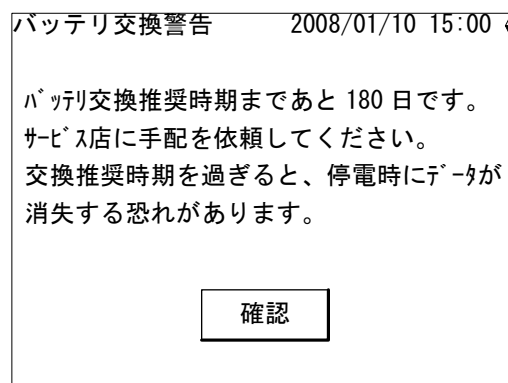 バッテリ交換警告 2008/01/10 15:00
ﾊﾞｯﾃﾘ交換推奨時期まであと 180 日です。
ｻｰﾋﾞｽ店に手配を依頼してください。
交換推奨時期を過ぎると、停電時にﾃﾞｰﾀが
消失する恐れがあります。
確認